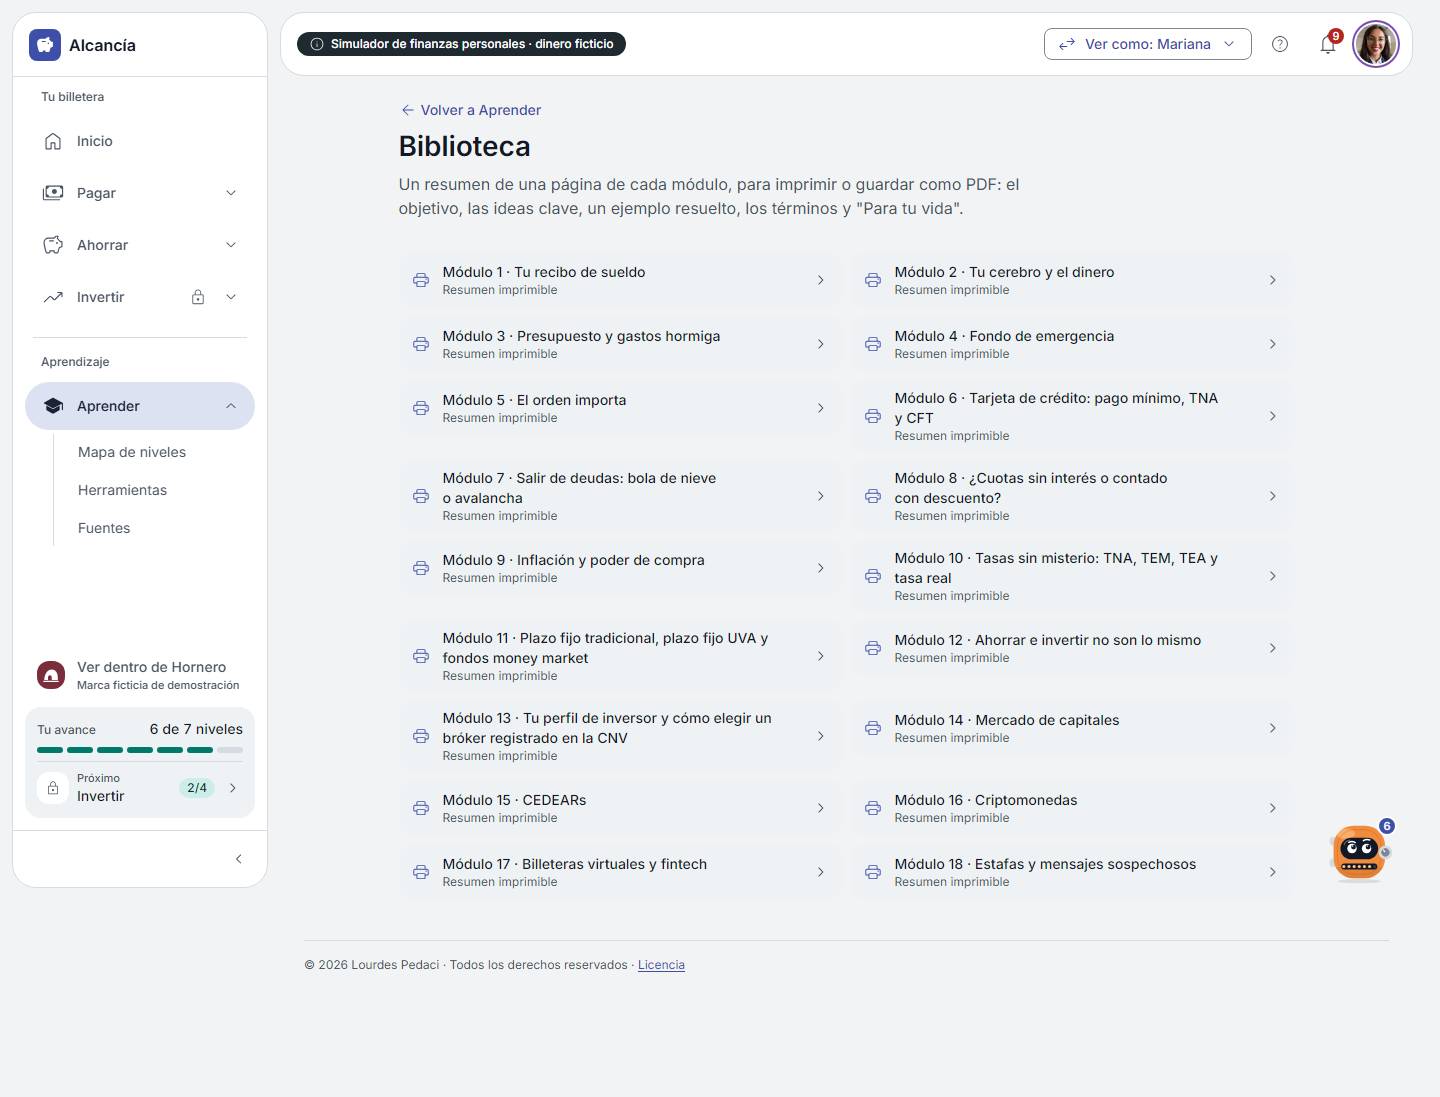 Alcancía
Simulador de finanzas personales · dinero ficticio
Ver como: Mariana
9
Tu billetera
Inicio
Pagar
Ahorrar
Invertir
Aprendizaje
Aprender
Mapa de niveles
Herramientas
Fuentes
Ver dentro de Hornero
Marca ficticia de demostración
Tu avance
6 de 7 niveles
Próximo
Invertir
2/4
Volver a Aprender
Biblioteca
Un resumen de una página de cada módulo, para imprimir o guardar como PDF: el
objetivo, las ideas clave, un ejemplo resuelto, los términos y "Para tu vida".
Módulo 1 · Tu recibo de sueldo
Resumen imprimible
Módulo 2 · Tu cerebro y el dinero
Resumen imprimible
Módulo 3 · Presupuesto y gastos hormiga
Resumen imprimible
Módulo 4 · Fondo de emergencia
Resumen imprimible
Módulo 5 · El orden importa
Resumen imprimible
Módulo 6 · Tarjeta de crédito: pago mínimo, TNA
y CFT
Resumen imprimible
Módulo 7 · Salir de deudas: bola de nieve
o avalancha
Resumen imprimible
Módulo 8 · ¿Cuotas sin interés o contado
con descuento?
Resumen imprimible
Módulo 9 · Inflación y poder de compra
Resumen imprimible
Módulo 10 · Tasas sin misterio: TNA, TEM, TEA y
tasa real
Resumen imprimible
Módulo 11 · Plazo fijo tradicional, plazo fijo UVA y
fondos money market
Resumen imprimible
Módulo 12 · Ahorrar e invertir no son lo mismo
Resumen imprimible
Módulo 13 · Tu perfil de inversor y cómo elegir un
bróker registrado en la CNV
Resumen imprimible
Módulo 14 · Mercado de capitales
Resumen imprimible
Módulo 15 · CEDEARs
Resumen imprimible
Módulo 16 · Criptomonedas
Resumen imprimible
Módulo 17 · Billeteras virtuales y fintech
Resumen imprimible
Módulo 18 · Estafas y mensajes sospechosos
Resumen imprimible
6
© 2026 Lourdes Pedaci · Todos los derechos reservados · Licencia